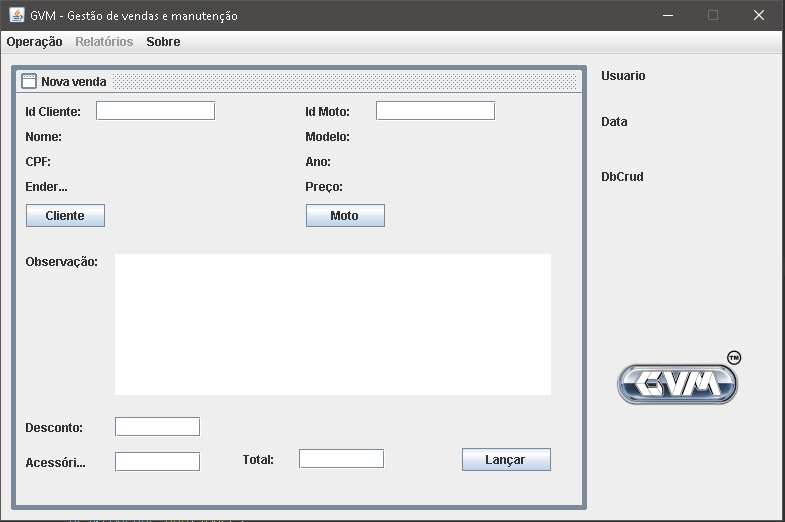 GVM - Gestão de vendas e manutenção
Operação Relatórios Sobre
Nova venda
Usuario
Id Cliente: Id Moto:
Data
Nome: Modelo:
CPF: Ano:
DbCrud
Ender... Preço:
Cliente Moto
Observação:
TM
GVM
Desconto:
Acessóri... Total: Lançar